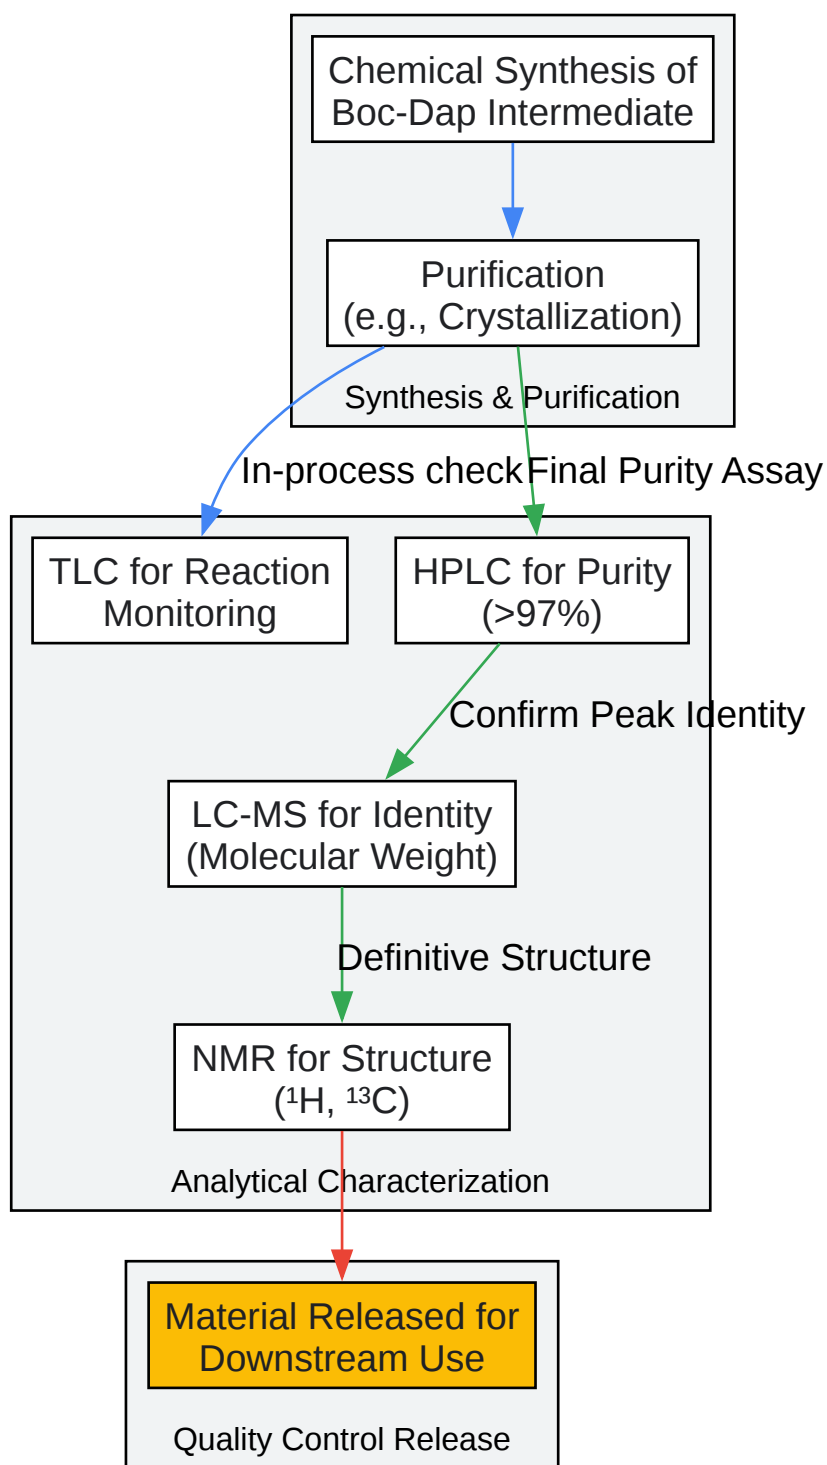 Chemical Synthesis of
Boc-Dap Intermediate
Purification
(e.g., Crystallization)
Synthesis & Purification
In-process check
Final Purity Assay
TLC for Reaction
Monitoring
HPLC for Purity
(>97%)
Confirm Peak Identity
LC-MS for Identity
(Molecular Weight)
Definitive Structure
NMR for Structure
(¹H, ¹³C)
Analytical Characterization
Material Released for
Downstream Use
Quality Control Release